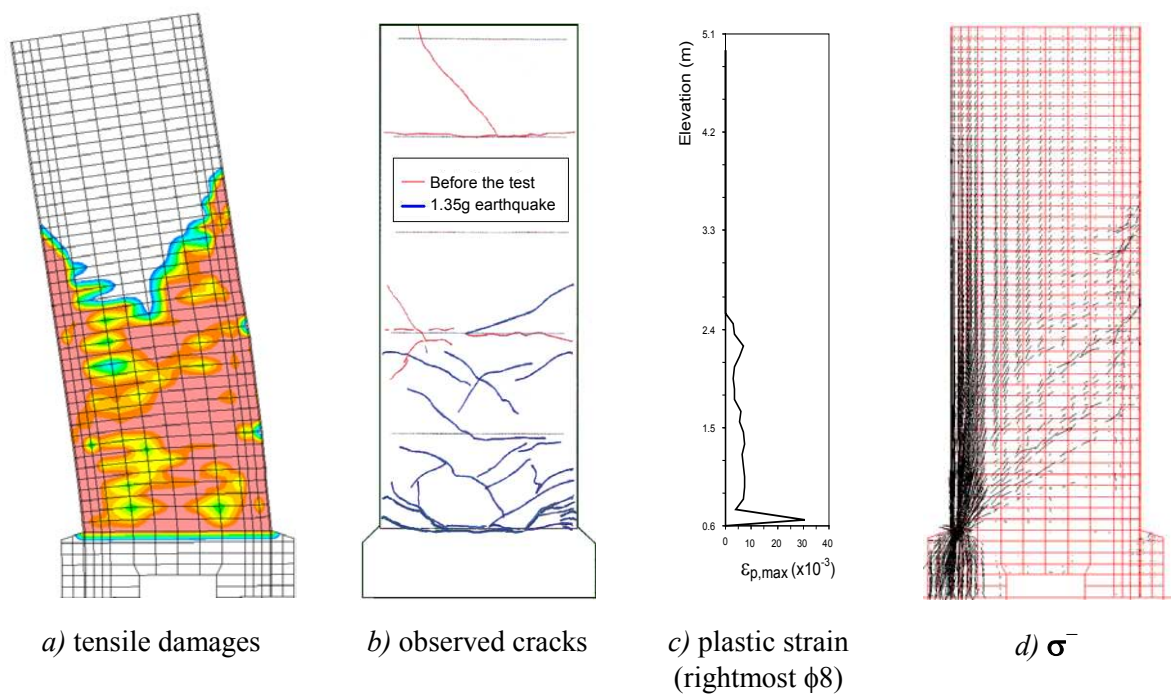 Before the test
1.35g earthquake
Elevation (m)
5.1
4.2
3.3
2.4
1.5
0.6
0 10 20 30 40
εp,max (x10⁻³)
a) tensile damages
b) observed cracks
c) plastic strain
(rightmost ϕ8)
d) σ⁻